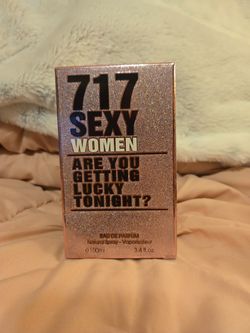 717
SEXY
WOMEN
ARE YOU
GETTING
LUCKY
TONIGHT?
EAU DE PARFUM
Natural Spray - Vaporisateur
e 100ml 3.4 fl.oz.